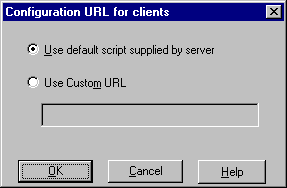 Configuration URL for clients
Use default script supplied by server
Use Custom URL
OK Cancel Help